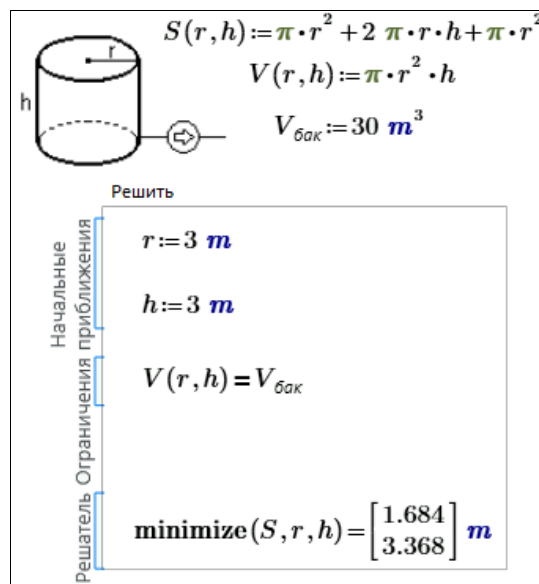 S(r,h):=π⋅r²+2 π⋅r⋅h+π⋅r²
r
V(r,h):=π⋅r²⋅h
h
V_бак:=30 m³
Решить
Начальные приближения
r:=3 m
h:=3 m
Ограничения
V(r,h)=V_бак
Решатель
minimize(S,r,h)=[1.684
3.368] m